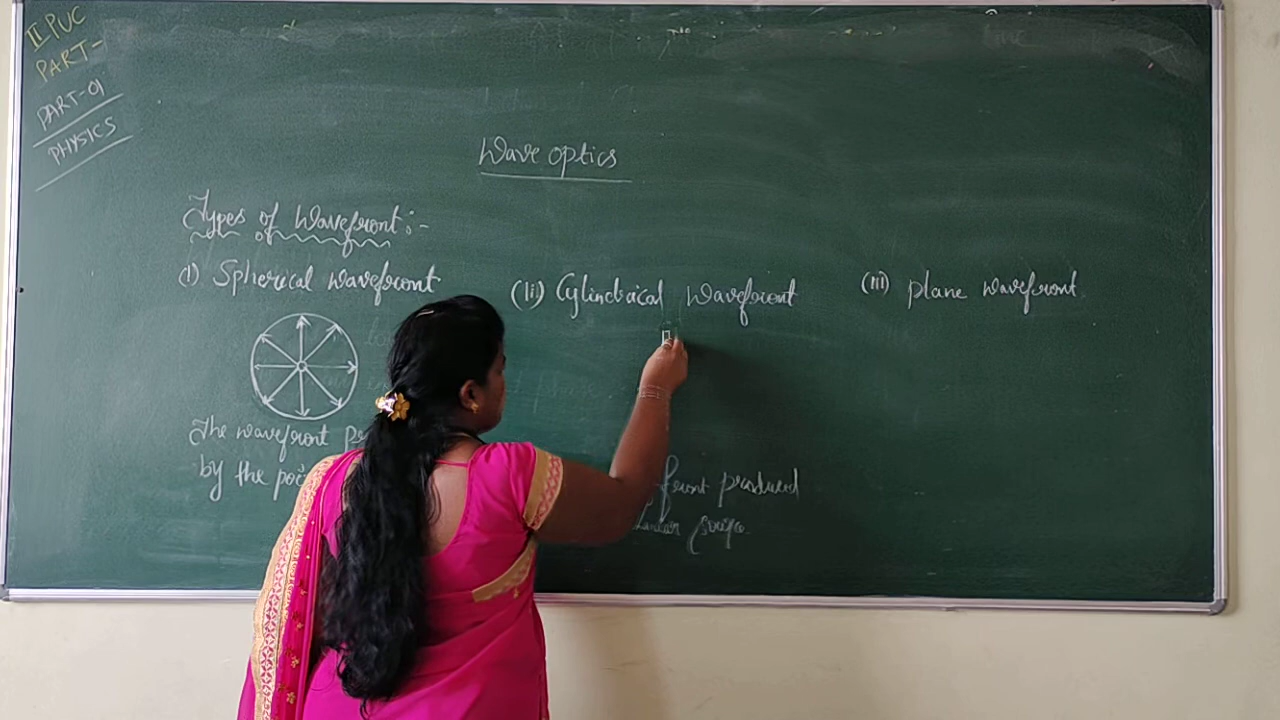 II PUC
PART-
PART-01
PHYSICS
Wave optics
Types of Wavefront :-
(i) Spherical wavefront
(ii) Cylindrical Wavefront
(iii) plane wavefront
The wavefront
by the
front produced